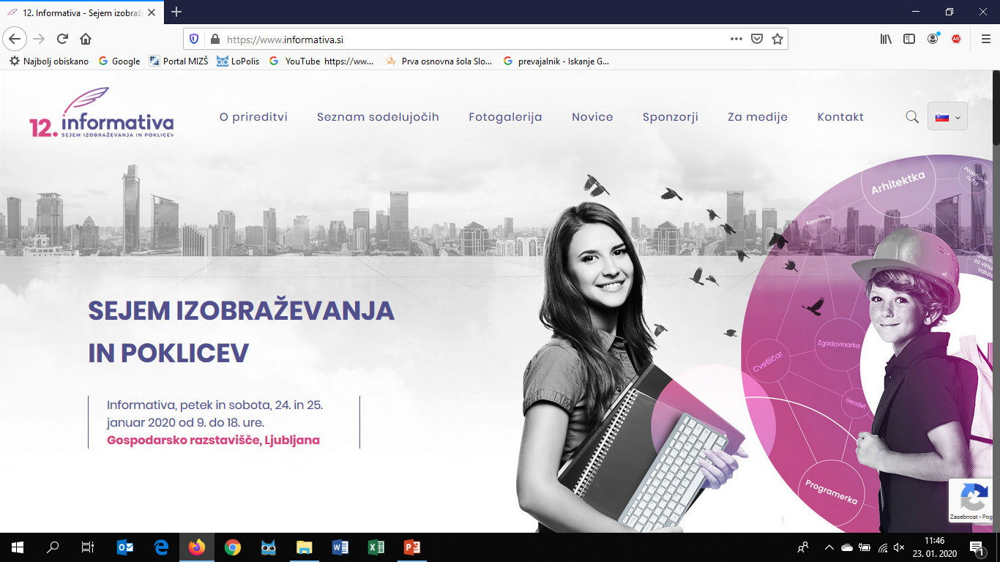 12. Informativa - Sejem izobraže
https://www.informativa.si
Najbolj obiskano
Google
Portal MIZŠ
LoPolis
YouTube https://ww...
Prva osnovna šola Slo...
prevajalnik - Iskanje G...
12. informativa
SEJEM IZOBRAŽEVANJA IN POKLICEV
O prireditvi
Seznam sodelujočih
Fotogalerija
Novice
Sponzorji
Za medije
Kontakt
Arhitektka
Kamnosek
Cvetličar
Zgodovinarka
Geodet
Programerka
SEJEM IZOBRAŽEVANJA
IN POKLICEV
Informativa, petek in sobota, 24. in 25.
januar 2020 od 9. do 18. ure.
Gospodarsko razstavišče, Ljubljana
Zasebnost - Pog
11:46
23. 01. 2020
1